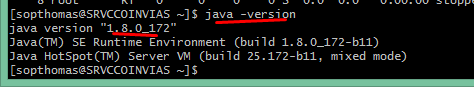 [sopthomas@SRVCCOINVIAS ~]$ java -version
java version "1.8.0_172"
Java(TM) SE Runtime Environment (build 1.8.0_172-b11)
Java HotSpot(TM) Server VM (build 25.172-b11, mixed mode)
[sopthomas@SRVCCOINVIAS ~]$